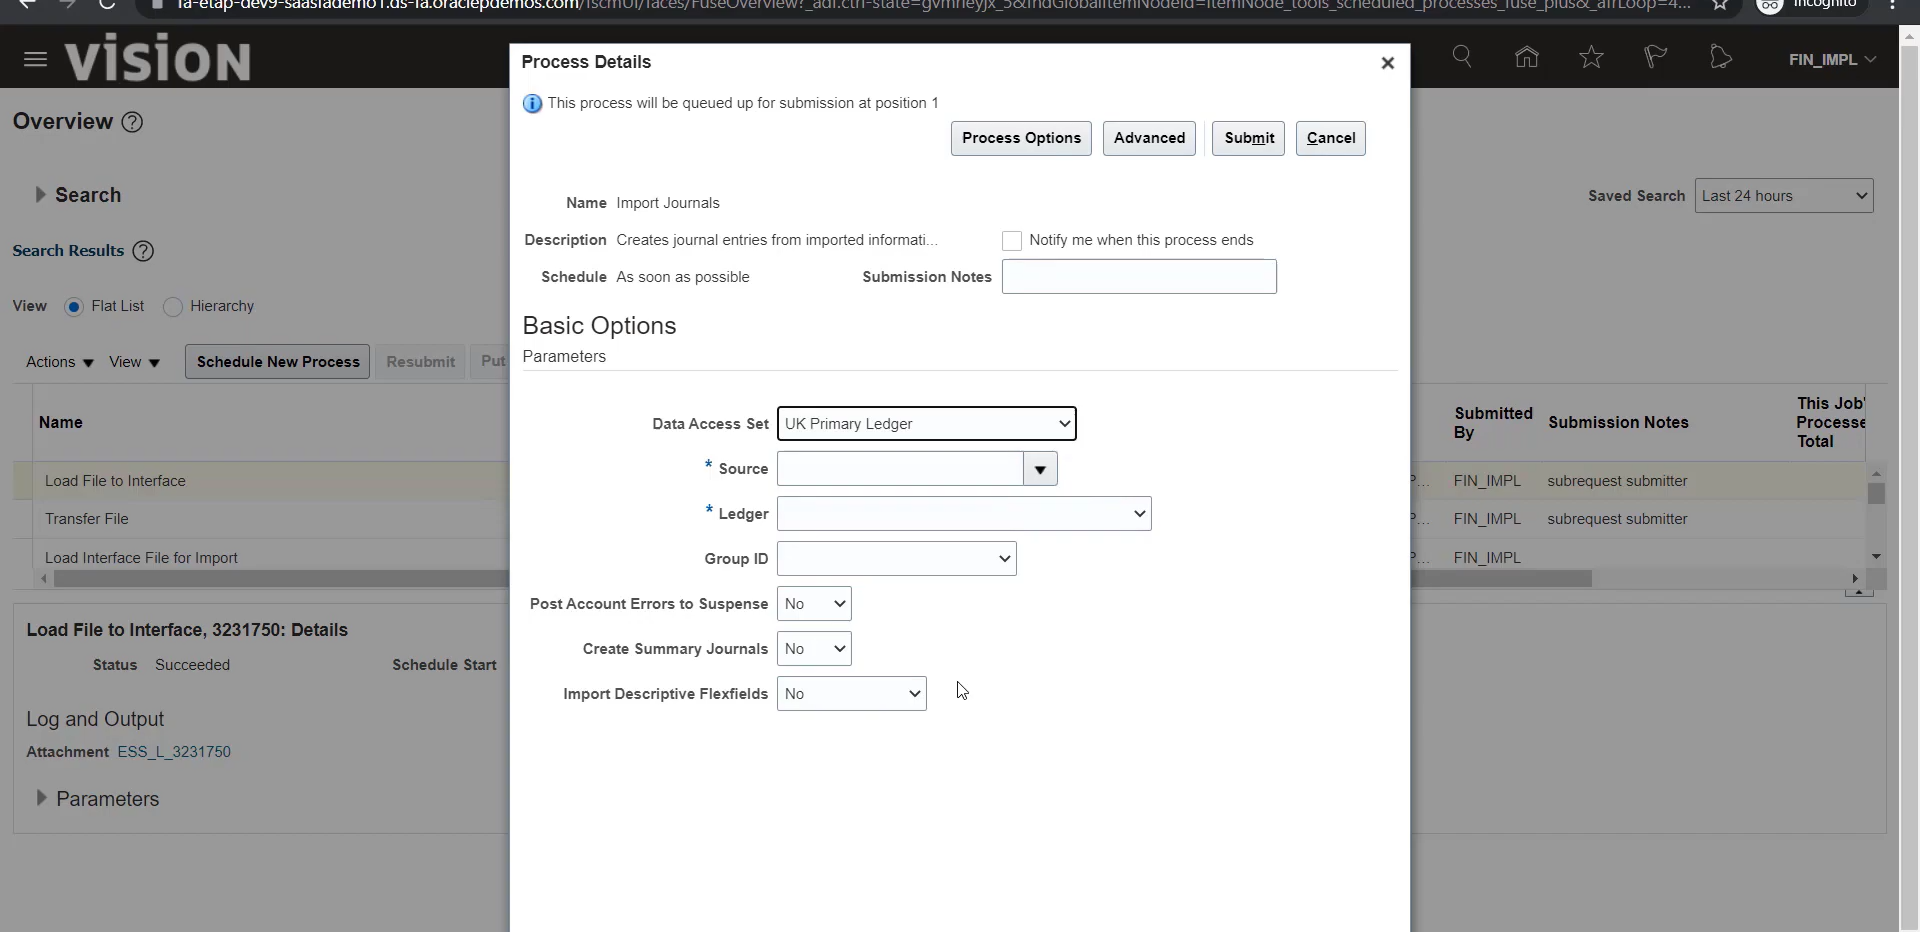 fa-etap-dev9-saasfademo1.ds-fa.oraclepdemos.com/fscmUI/faces/FuseOverview?_adf.ctrl-state=
Incognito
vision
FIN_IMPL
Overview
Search
Saved Search Last 24 hours
Search Results
View Flat List Hierarchy
Actions View Schedule New Process Resubmit Put
Name
Submitted By
Submission Notes
This Job'
Processe
Total
Load File to Interface
P... FIN_IMPL subrequest submitter
Transfer File
P... FIN_IMPL subrequest submitter
Load Interface File for Import
P... FIN_IMPL
Load File to Interface, 3231750: Details
Status Succeeded
Schedule Start
Log and Output
Attachment ESS_L_3231750
Parameters
Process Details
This process will be queued up for submission at position 1
Process Options Advanced Submit Cancel
Name Import Journals
Description Creates journal entries from imported informati...
Notify me when this process ends
Schedule As soon as possible
Submission Notes
Basic Options
Parameters
Data Access Set UK Primary Ledger
* Source
* Ledger
Group ID
Post Account Errors to Suspense No
Create Summary Journals No
Import Descriptive Flexfields No